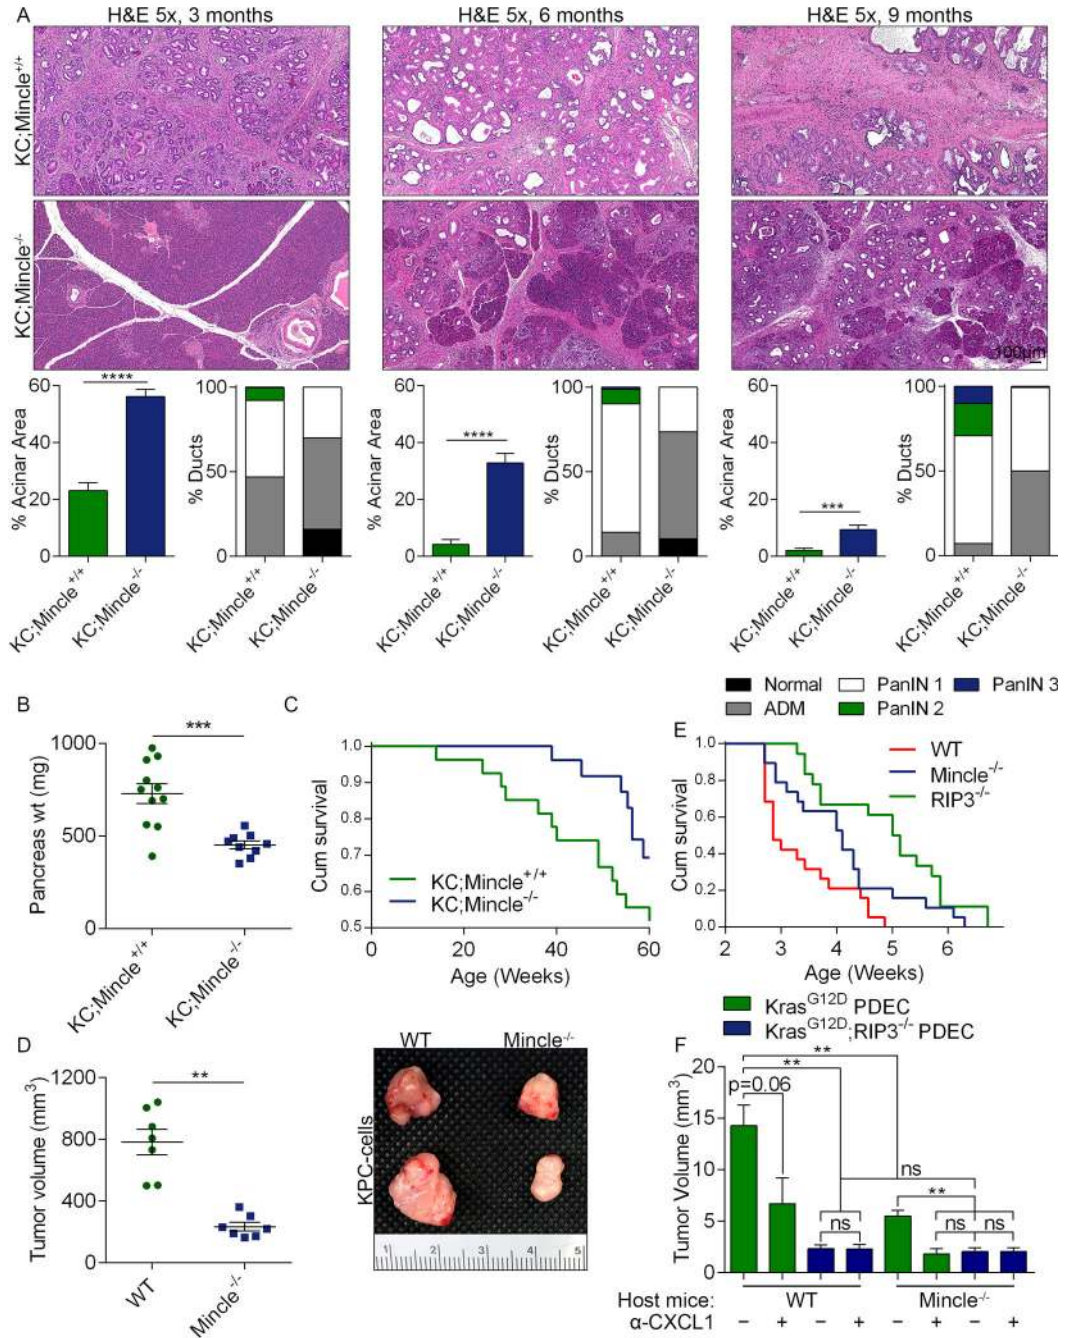 A
H&E 5x, 3 months
H&E 5x, 6 months
H&E 5x, 9 months
KC;Mincle+/+
KC;Mincle-/-
100μm
60
40
20
0
% Acinar Area
****
KC;Mincle+/+
KC;Mincle-/-
100
50
0
% Ducts
KC;Mincle+/+
KC;Mincle-/-
60
40
20
0
% Acinar Area
****
KC;Mincle+/+
KC;Mincle-/-
100
50
0
% Ducts
KC;Mincle+/+
KC;Mincle-/-
60
40
20
0
% Acinar Area
***
KC;Mincle+/+
KC;Mincle-/-
100
50
0
% Ducts
KC;Mincle+/+
KC;Mincle-/-
Normal
PanIN 1
PanIN 3
ADM
PanIN 2
B
***
1000
500
0
Pancreas wt (mg)
KC;Mincle+/+
KC;Mincle-/-
C
1.0
0.9
0.8
0.7
0.6
0.5
Cum survival
KC;Mincle+/+
KC;Mincle-/-
0 20 40 60
Age (Weeks)
E
WT
Mincle-/-
RIP3-/-
1.0
0.8
0.6
0.4
0.2
0.0
Cum survival
2 3 4 5 6
Age (Weeks)
D
**
1200
800
400
0
Tumor volume (mm3)
WT
Mincle-/-
WT
Mincle-/-
KPC-cells
1 2 3 4 5
KrasG12D PDEC
KrasG12D;RIP3-/- PDEC
F
**
**
p=0.06
ns
**
ns
ns ns
20
15
10
5
0
Tumor Volume (mm3)
Host mice: WT Mincle-/-
α-CXCL1 − + − + − + − +